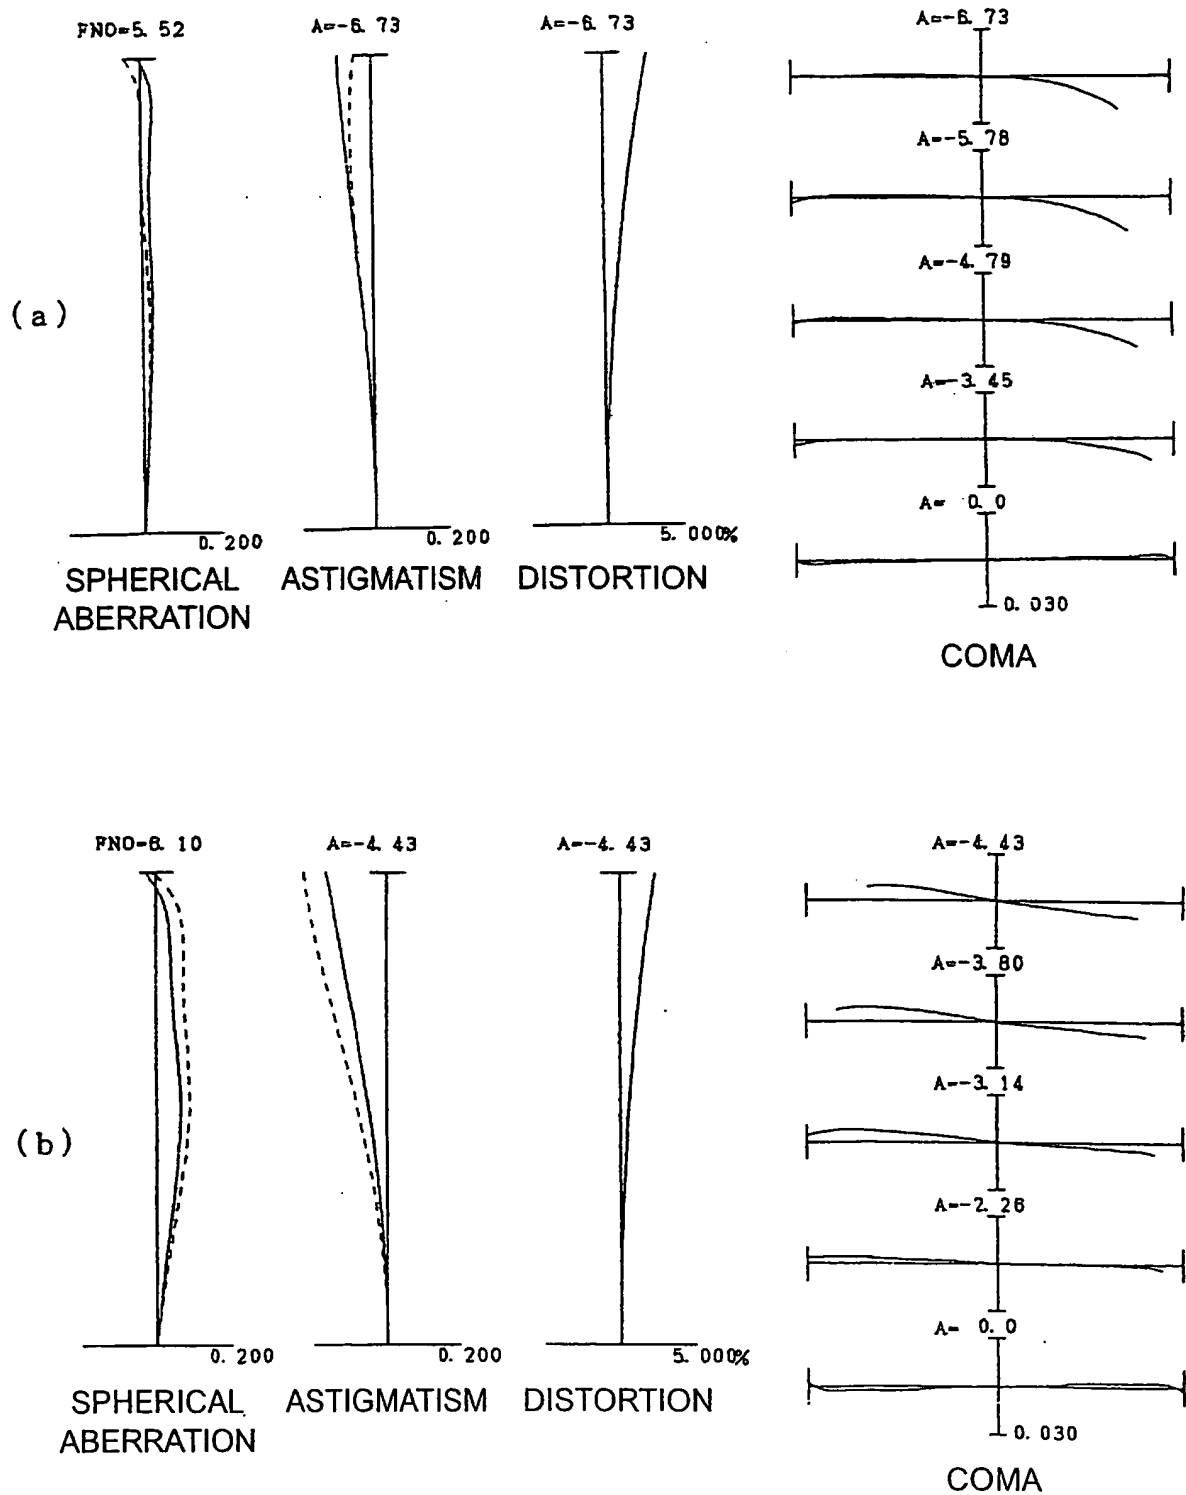 FNO=5.52
A=-6.73
A=-6.73
A=-6.73
A=-5.78
A=-4.79
A=-3.45
A= 0.0
(a)
0.200
0.200
5.000%
0.030
SPHERICAL
ABERRATION
ASTIGMATISM
DISTORTION
COMA
FNO=6.10
A=-4.43
A=-4.43
A=-4.43
A=-3.80
A=-3.14
A=-2.26
A= 0.0
(b)
0.200
0.200
5.000%
0.030
SPHERICAL
ABERRATION
ASTIGMATISM
DISTORTION
COMA